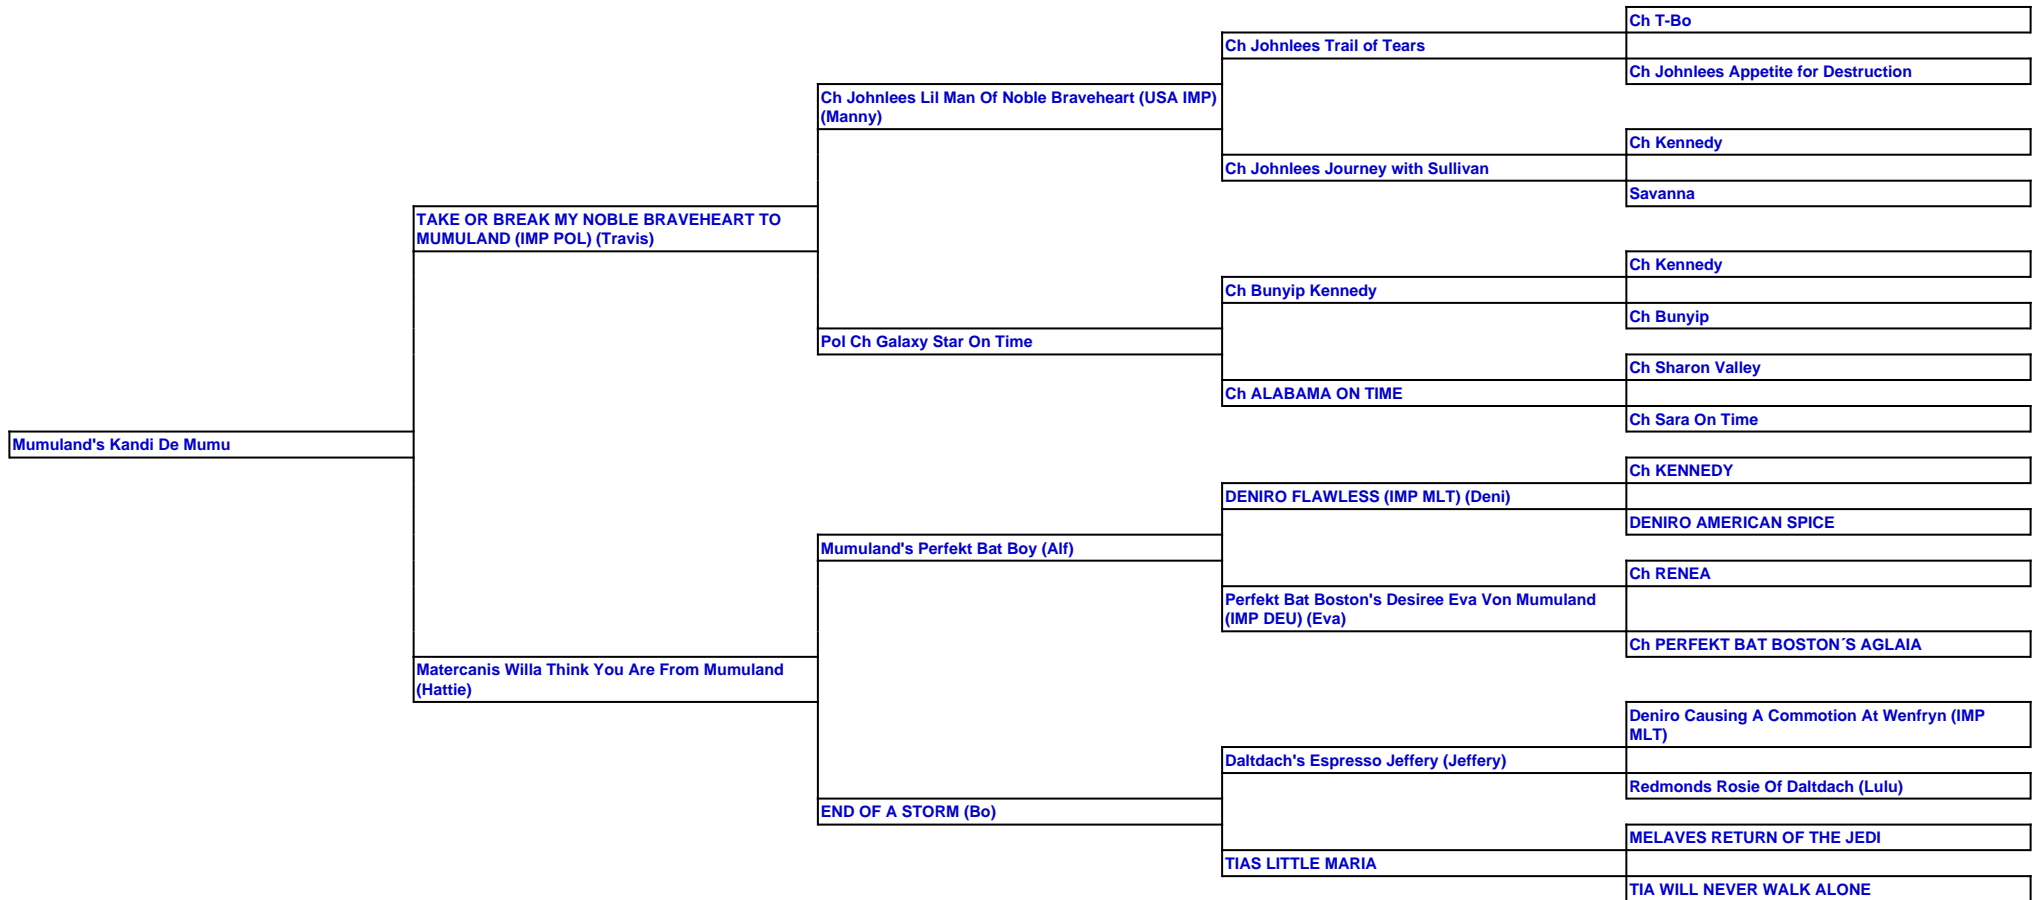 Ch T-Bo
Ch Johnlees Trail of Tears
Ch Johnlees Appetite for Destruction
Ch Johnlees Lil Man Of Noble Braveheart (USA IMP)
(Manny)
Ch Kennedy
Ch Johnlees Journey with Sullivan
Savanna
TAKE OR BREAK MY NOBLE BRAVEHEART TO
MUMULAND (IMP POL) (Travis)
Ch Kennedy
Ch Bunyip Kennedy
Ch Bunyip
Pol Ch Galaxy Star On Time
Ch Sharon Valley
Ch ALABAMA ON TIME
Ch Sara On Time
Mumuland's Kandi De Mumu
Ch KENNEDY
DENIRO FLAWLESS (IMP MLT) (Deni)
DENIRO AMERICAN SPICE
Mumuland's Perfekt Bat Boy (Alf)
Ch RENEA
Perfekt Bat Boston's Desiree Eva Von Mumuland
(IMP DEU) (Eva)
Ch PERFEKT BAT BOSTON´S AGLAIA
Matercanis Willa Think You Are From Mumuland
(Hattie)
Deniro Causing A Commotion At Wenfryn (IMP
MLT)
Daltdach's Espresso Jeffery (Jeffery)
Redmonds Rosie Of Daltdach (Lulu)
END OF A STORM (Bo)
MELAVES RETURN OF THE JEDI
TIAS LITTLE MARIA
TIA WILL NEVER WALK ALONE